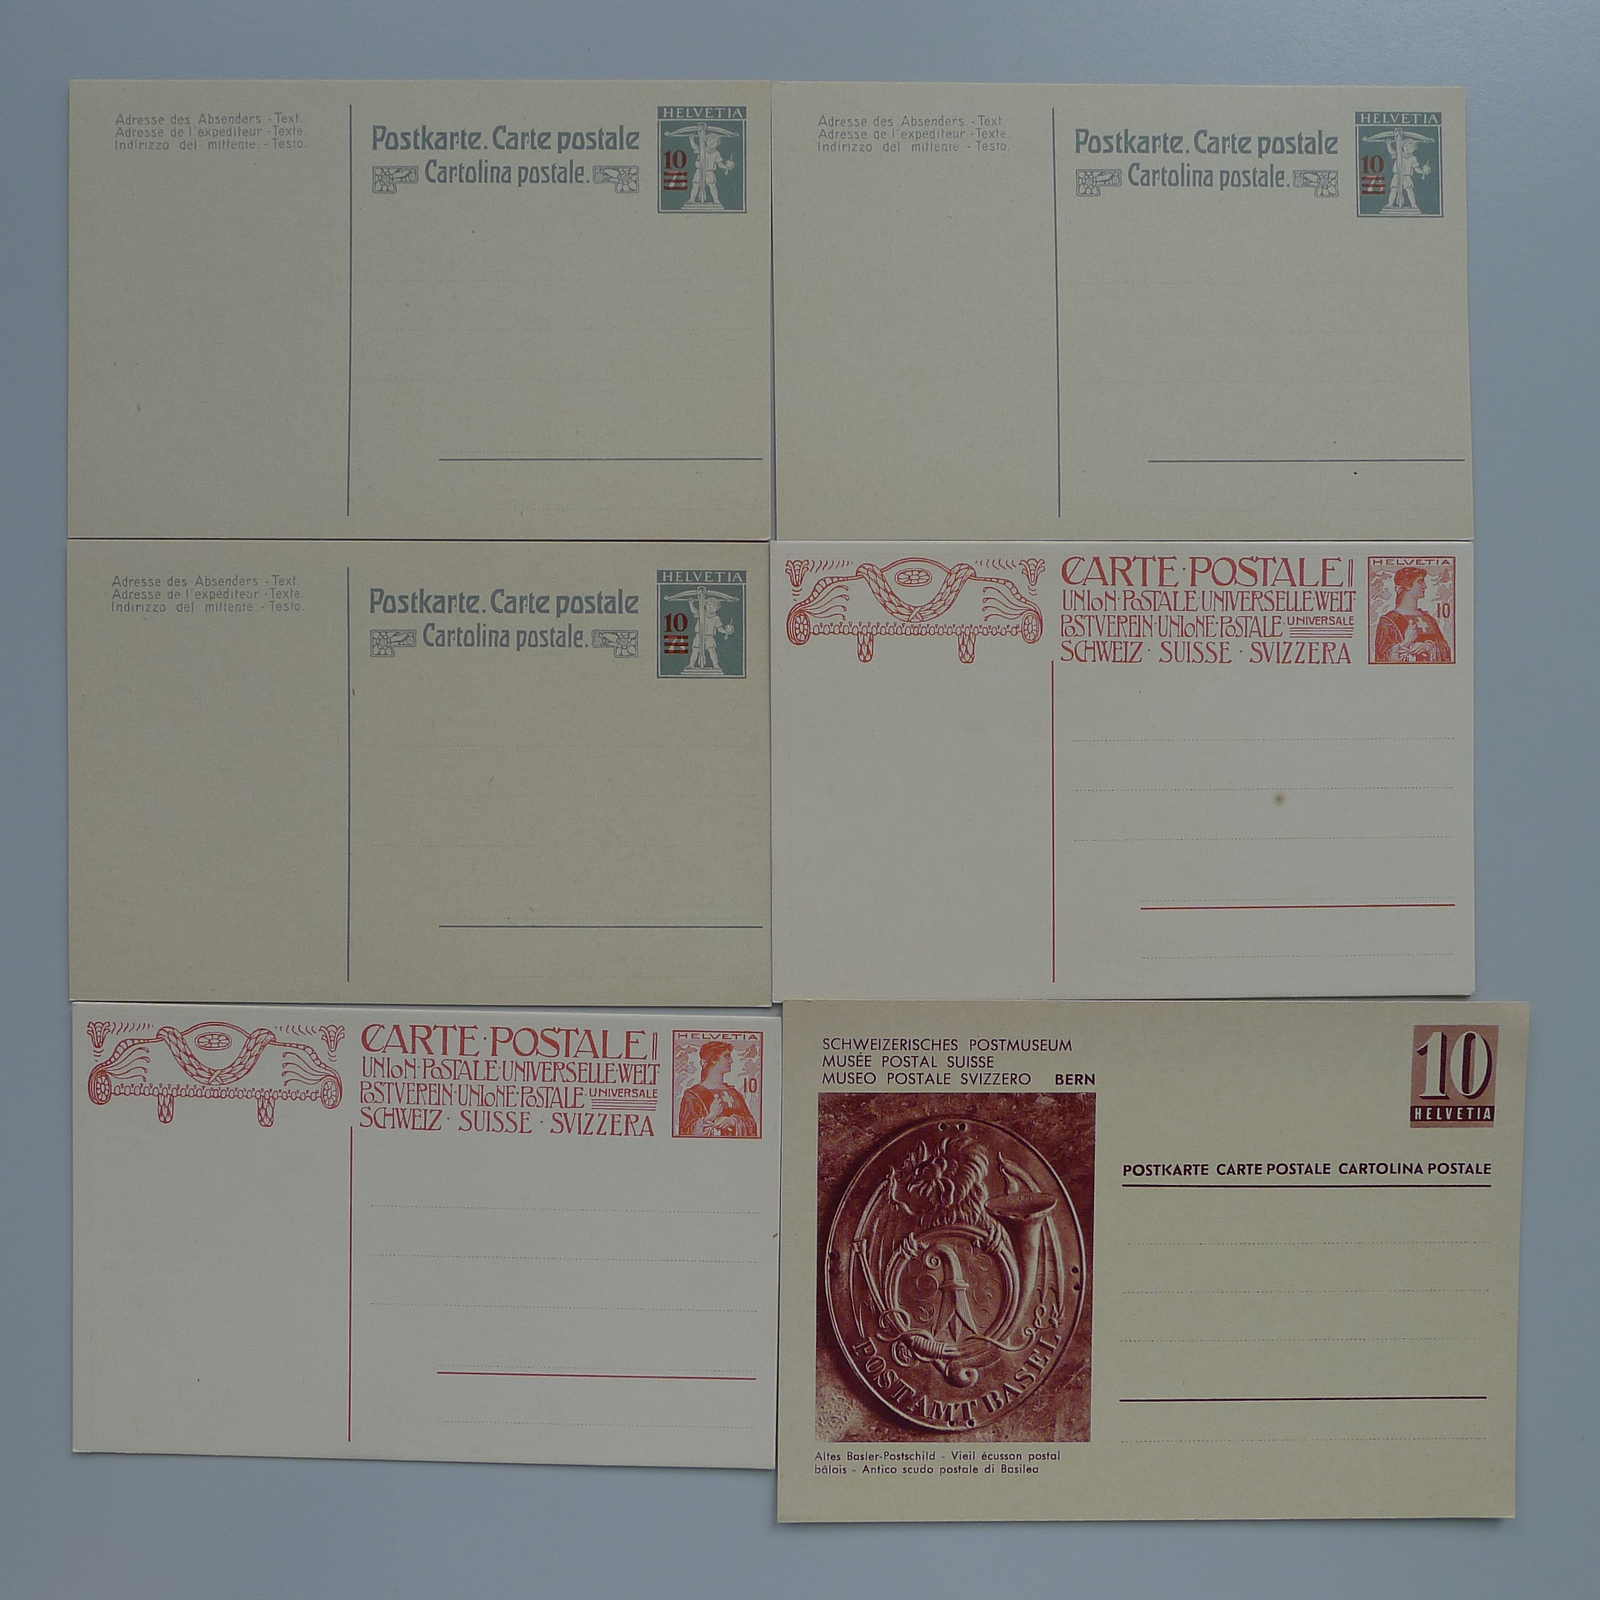 Adresse des Absenders - Text.
Adresse de l'expéditeur - Texte.
Indirizzo del mittente. - Testo.
Postkarte. Carte postale
Cartolina postale.
HELVETIA
10
Adresse des Absenders - Text.
Adresse de l'expéditeur - Texte.
Indirizzo del mittente. - Testo.
Postkarte. Carte postale
Cartolina postale.
HELVETIA
10
Adresse des Absenders - Text.
Adresse de l'expéditeur - Texte.
Indirizzo del mittente. - Testo.
Postkarte. Carte postale
Cartolina postale.
HELVETIA
10
CARTE·POSTALE
UNION·POSTALE·UNIVERSELLE WELT
POSTVEREIN·UNIONE·POSTALE·UNIVERSALE
SCHWEIZ · SUISSE · SVIZZERA
HELVETIA
10
CARTE·POSTALE
UNION·POSTALE·UNIVERSELLE WELT
POSTVEREIN·UNIONE·POSTALE·UNIVERSALE
SCHWEIZ · SUISSE · SVIZZERA
HELVETIA
10
SCHWEIZERISCHES POSTMUSEUM
MUSÉE POSTAL SUISSE
MUSEO POSTALE SVIZZERO BERN
POSTAMT BASEL
Altes Basler-Postschild - Vieil écusson postal
bâlois - Antico scudo postale di Basilea
10
HELVETIA
POSTKARTE CARTE POSTALE CARTOLINA POSTALE